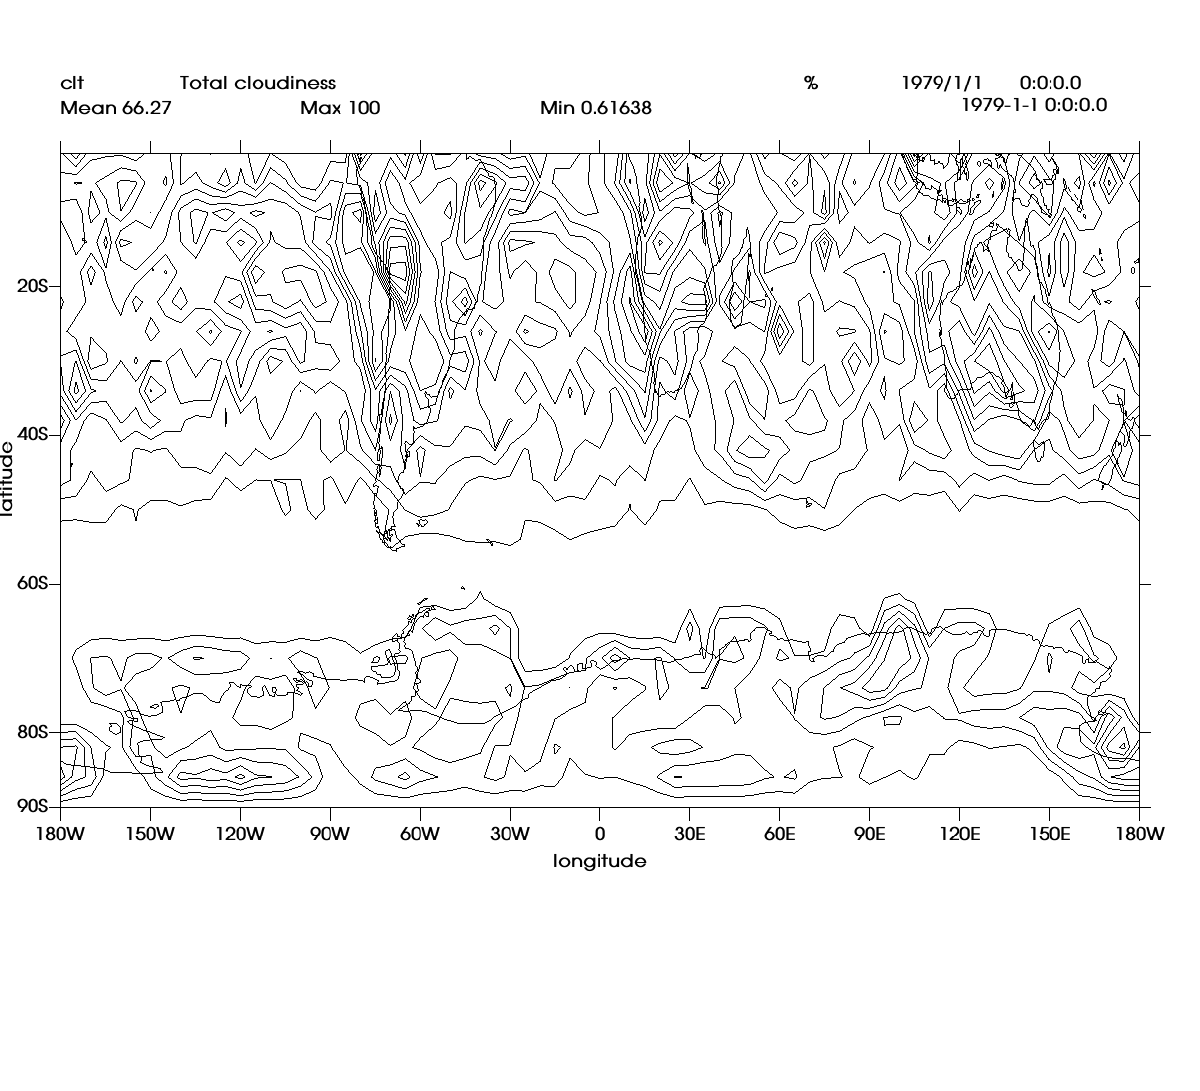 clt Total cloudiness % 1979/1/1 0:0:0.0
Mean 66.27 Max 100 Min 0.61638 1979-1-1 0:0:0.0
20S
40S
latitude
60S
80S
90S
180W 150W 120W 90W 60W 30W 0 30E 60E 90E 120E 150E 180W
longitude